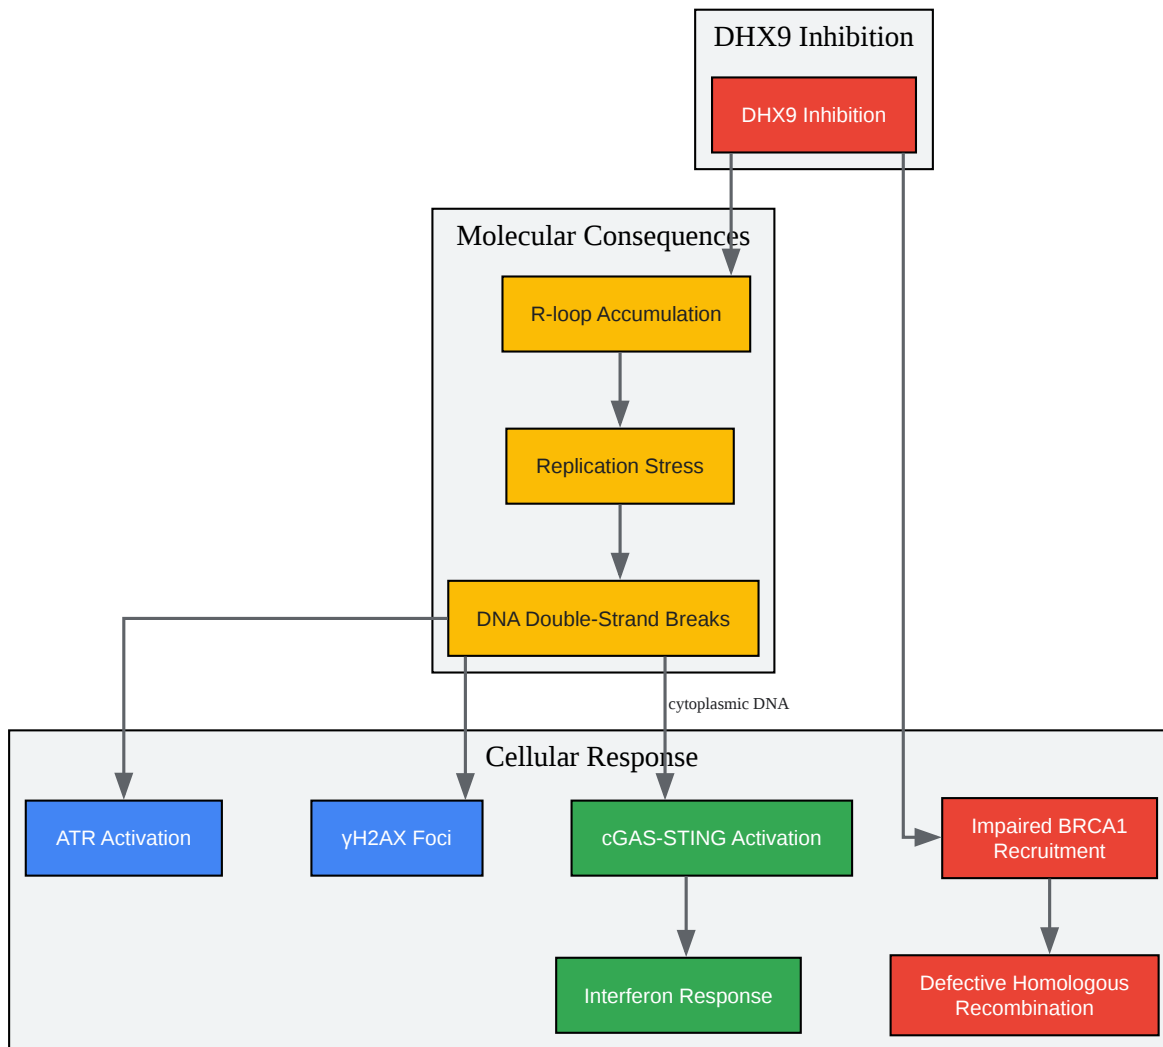 DHX9 Inhibition
DHX9 Inhibition
Molecular Consequences
R-loop Accumulation
Replication Stress
DNA Double-Strand Breaks
cytoplasmic DNA
Cellular Response
ATR Activation
γH2AX Foci
cGAS-STING Activation
Impaired BRCA1
Recruitment
Interferon Response
Defective Homologous
Recombination